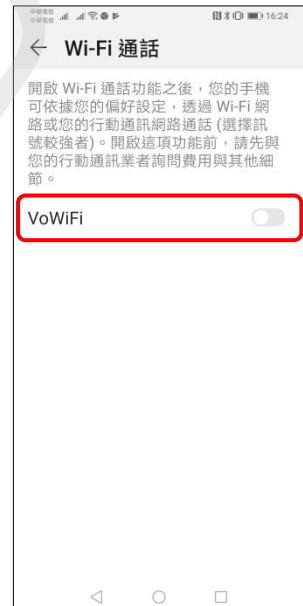 中華電信
中華電信
16:24
Wi-Fi 通話
開啟 Wi-Fi 通話功能之後，您的手機
可依據您的偏好設定，透過 Wi-Fi 網
路或您的行動通訊網路通話 (選擇訊
號較強者)。開啟這項功能前，請先與
您的行動通訊業者詢問費用與其他細
節。
VoWiFi